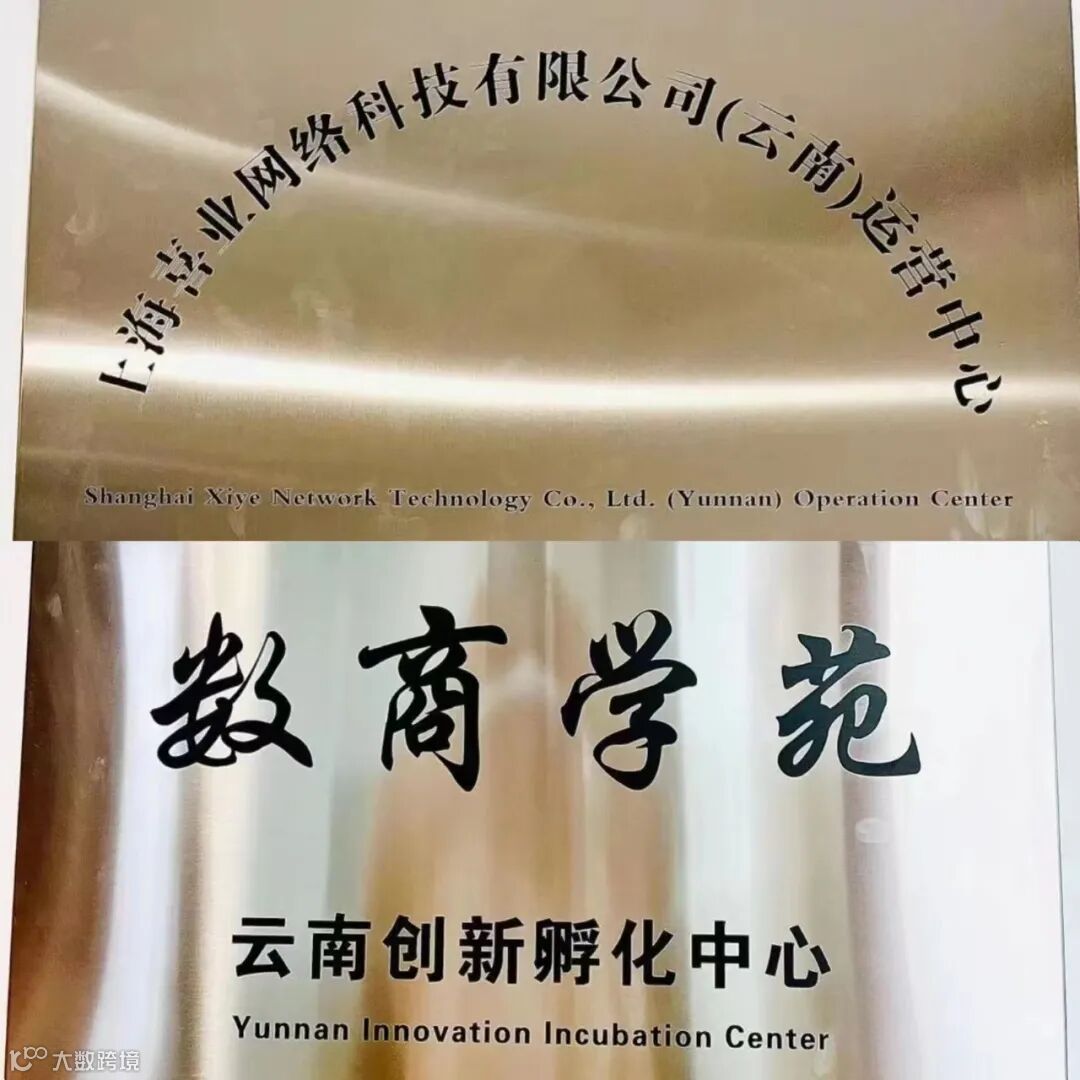 上海喜业网络科技有限公司(云南)运营中心
Shanghai Xiye Network Technology Co., Ltd. (Yunnan) Operation Center
数商学苑
云南创新孵化中心
Yunnan Innovation Incubation Center
大数跨境